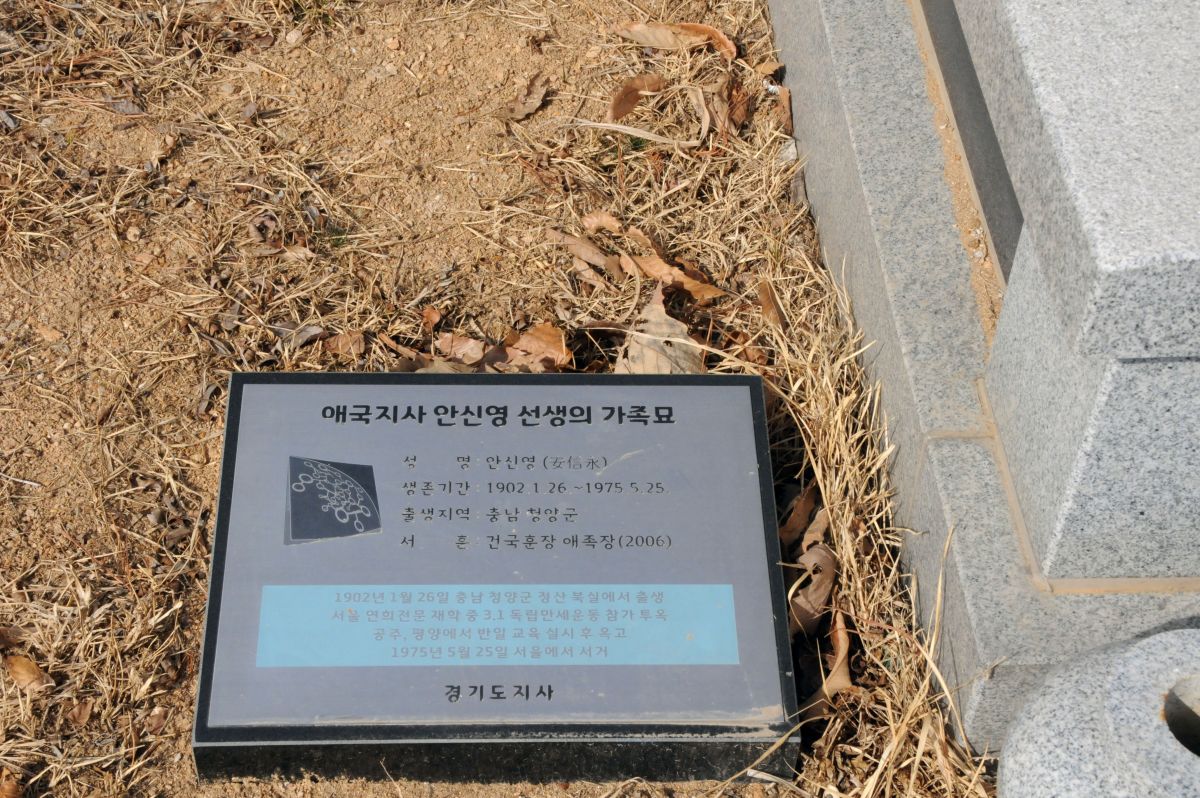 애국지사 안신영 선생의 가족묘
성 명 : 안신영 (安信永)
생존기간 : 1902.1.26.~1975.5.25.
출생지역 : 충남 청양군
서 훈 : 건국훈장 애족장(2006)
1902년 1월 26일 충남 청양군 청산 북실에서 출생
서울 연희전문 재학 중 3.1 독립만세운동 참가 투옥
공주, 평양에서 반일 교육 실시 후 옥고
1975년 5월 25일 서울에서 서거
경기도지사